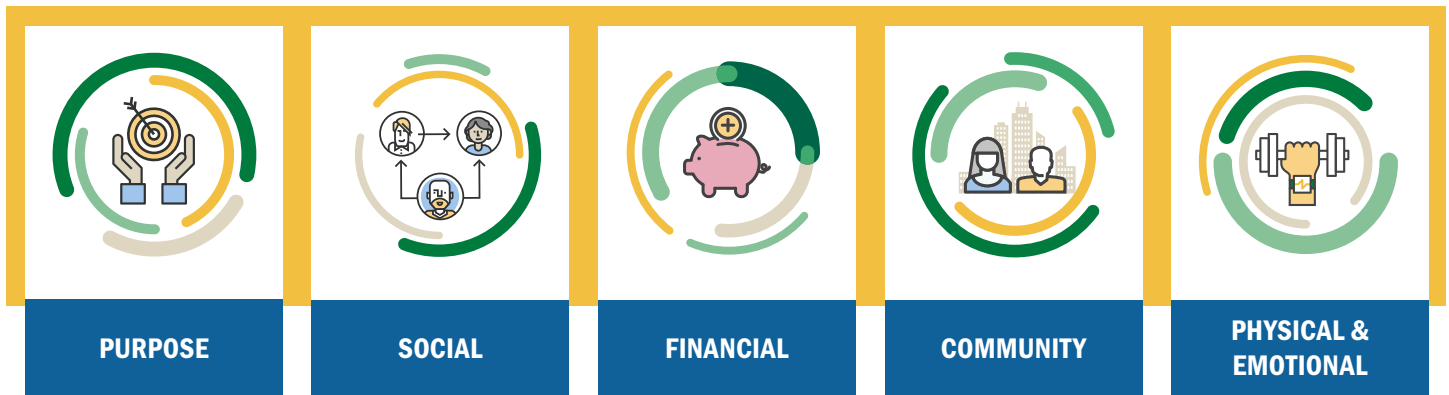 PURPOSE
SOCIAL
FINANCIAL
COMMUNITY
PHYSICAL &
EMOTIONAL